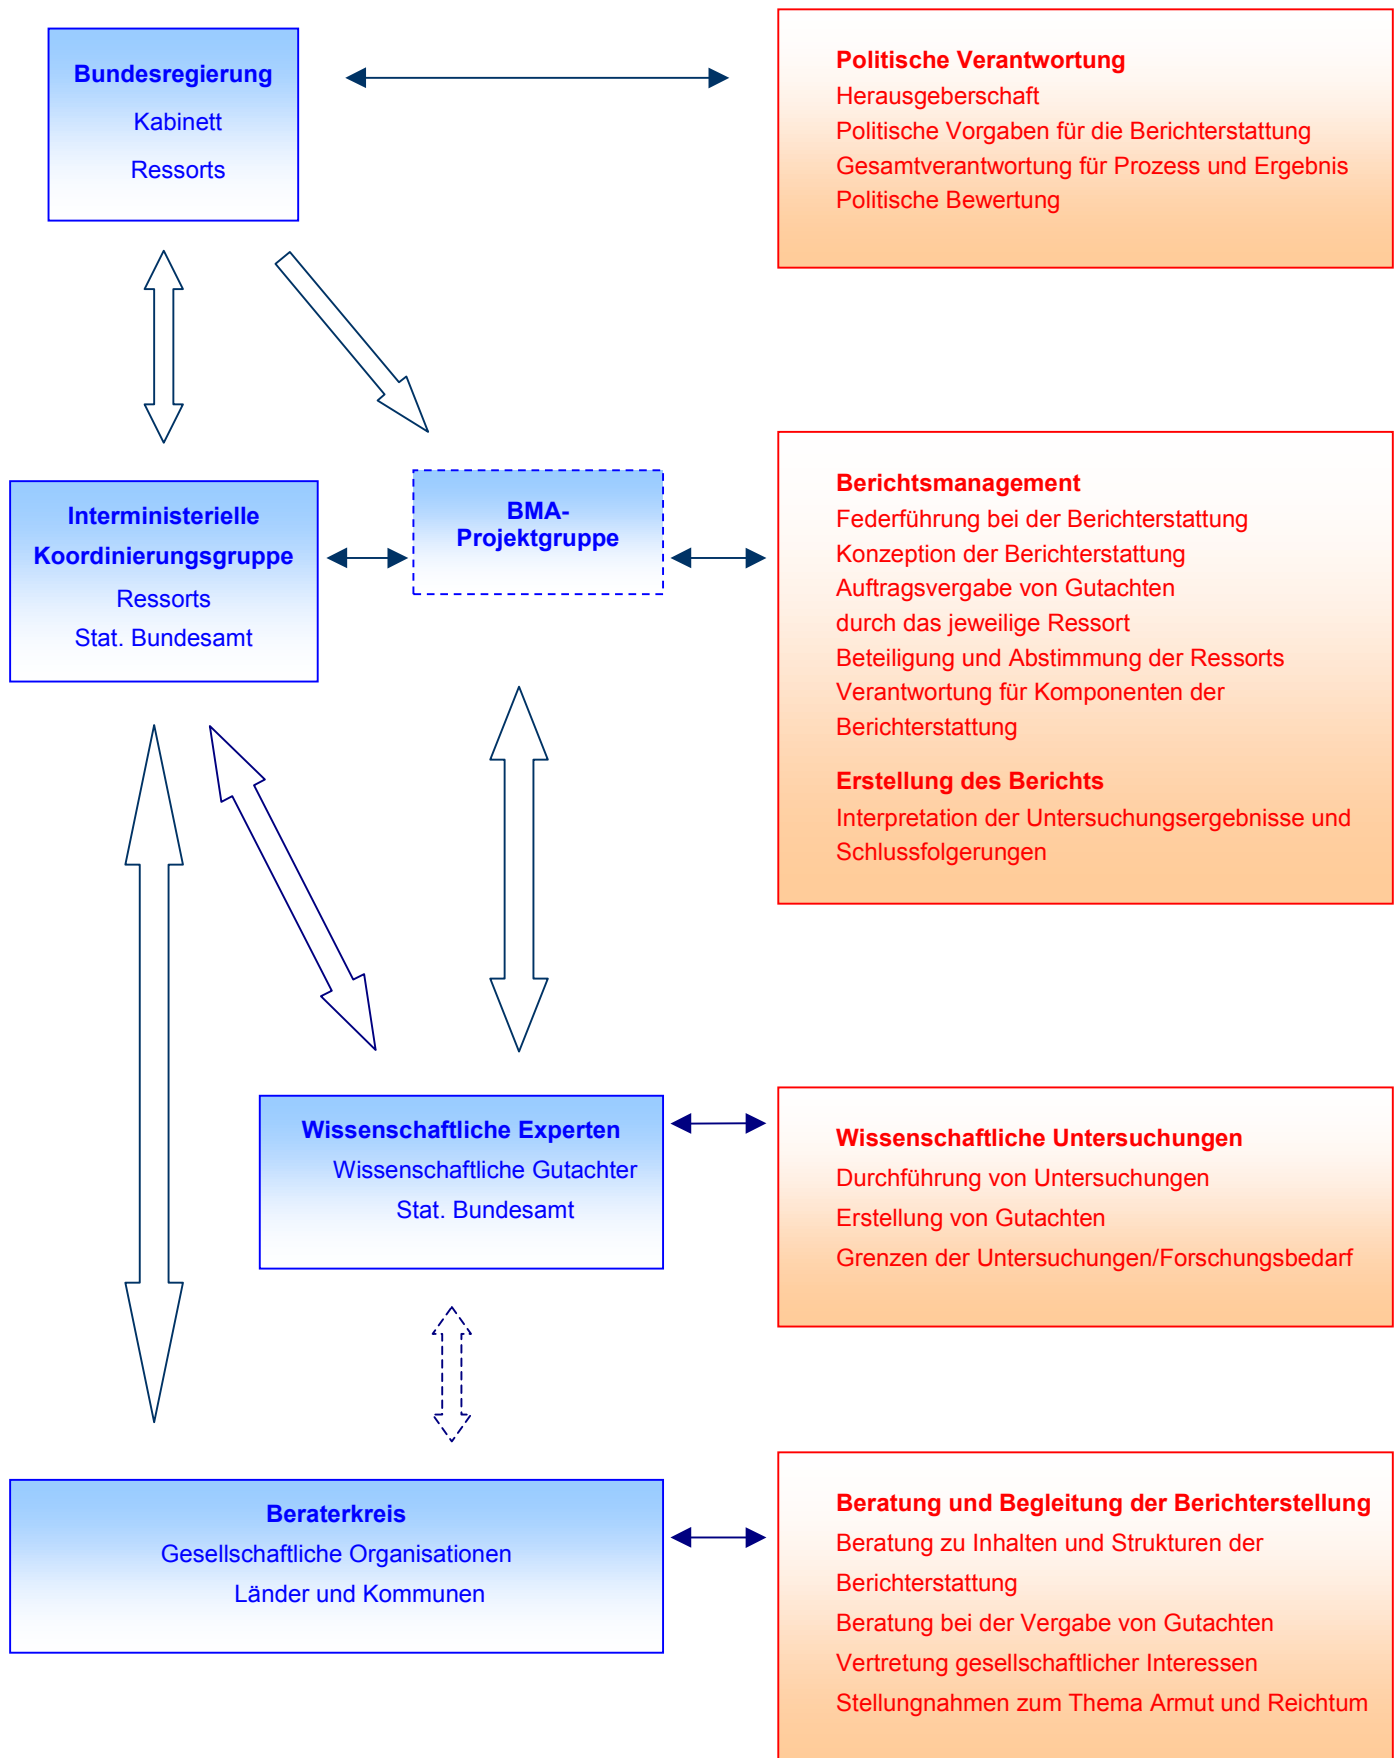 Bundesregierung
Kabinett
Ressorts
Politische Verantwortung
Herausgeberschaft
Politische Vorgaben für die Berichterstattung
Gesamtverantwortung für Prozess und Ergebnis
Politische Bewertung
Interministerielle
Koordinierungsgruppe
Ressorts
Stat. Bundesamt
BMA-
Projektgruppe
Berichtsmanagement
Federführung bei der Berichterstattung
Konzeption der Berichterstattung
Auftragsvergabe von Gutachten
durch das jeweilige Ressort
Beteiligung und Abstimmung der Ressorts
Verantwortung für Komponenten der
Berichterstattung
Erstellung des Berichts
Interpretation der Untersuchungsergebnisse und
Schlussfolgerungen
Wissenschaftliche Experten
Wissenschaftliche Gutachter
Stat. Bundesamt
Wissenschaftliche Untersuchungen
Durchführung von Untersuchungen
Erstellung von Gutachten
Grenzen der Untersuchungen/Forschungsbedarf
Beraterkreis
Gesellschaftliche Organisationen
Länder und Kommunen
Beratung und Begleitung der Berichterstellung
Beratung zu Inhalten und Strukturen der
Berichterstattung
Beratung bei der Vergabe von Gutachten
Vertretung gesellschaftlicher Interessen
Stellungnahmen zum Thema Armut und Reichtum